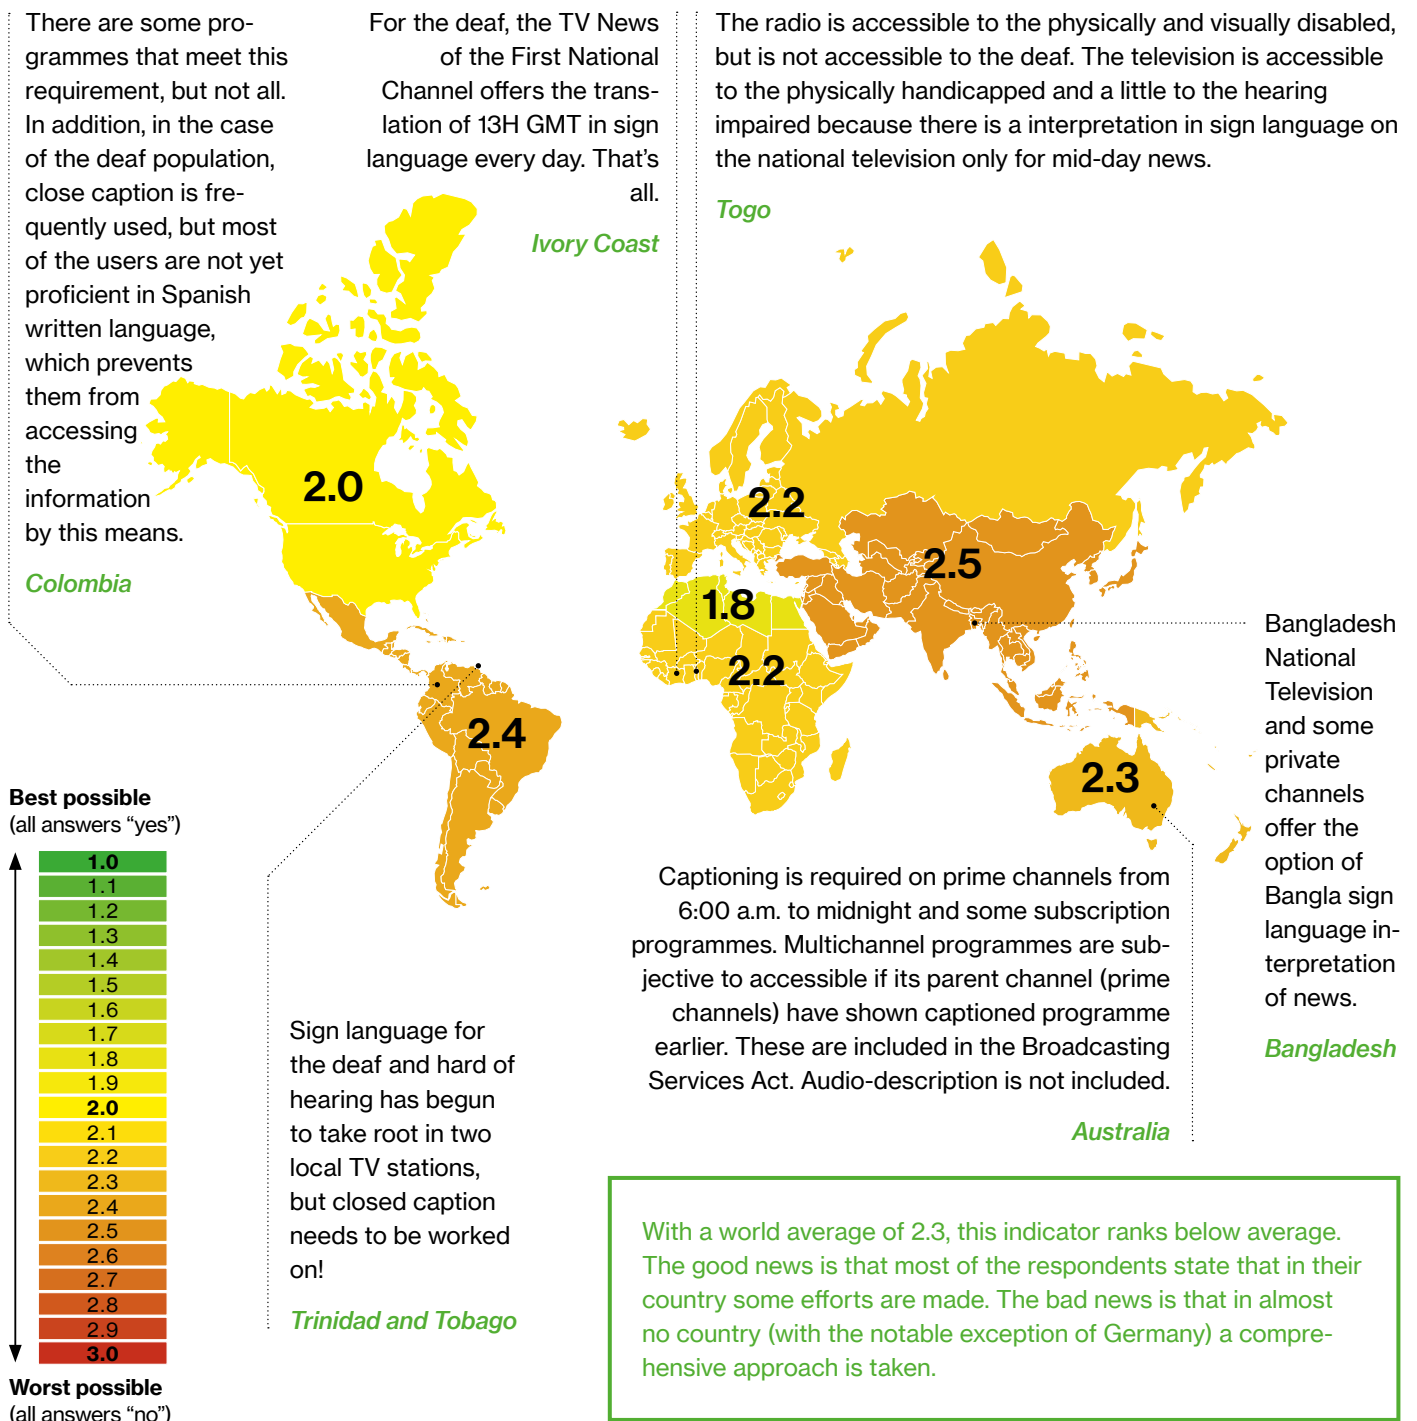 There are some pro-
grammes that meet this
requirement, but not all.
In addition, in the case
of the deaf population,
close caption is fre-
quently used, but most
of the users are not yet
proficient in Spanish
written language,
which prevents
them from
accessing
the
information
by this means.
Colombia
For the deaf, the TV News
of the First National
Channel offers the trans-
lation of 13H GMT in sign
language every day. That's
all.
Ivory Coast
The radio is accessible to the physically and visually disabled,
but is not accessible to the deaf. The television is accessible
to the physically handicapped and a little to the hearing
impaired because there is a interpretation in sign language on
the national television only for mid-day news.
Togo
2.0
2.2
2.5
1.8
2.2
2.4
2.3
Bangladesh
National
Television
and some
private
channels
offer the
option of
Bangla sign
language in-
terpretation
of news.
Bangladesh
Best possible
(all answers “yes”)
1.0
1.1
1.2
1.3
1.4
1.5
1.6
1.7
1.8
1.9
2.0
2.1
2.2
2.3
2.4
2.5
2.6
2.7
2.8
2.9
3.0
Worst possible
(all answers “no”)
Sign language for
the deaf and hard of
hearing has begun
to take root in two
local TV stations,
but closed caption
needs to be worked
on!
Trinidad and Tobago
Captioning is required on prime channels from
6:00 a.m. to midnight and some subscription
programmes. Multichannel programmes are sub-
jective to accessible if its parent channel (prime
channels) have shown captioned programme
earlier. These are included in the Broadcasting
Services Act. Audio-description is not included.
Australia
With a world average of 2.3, this indicator ranks below average.
The good news is that most of the respondents state that in their
country some efforts are made. The bad news is that in almost
no country (with the notable exception of Germany) a compre-
hensive approach is taken.